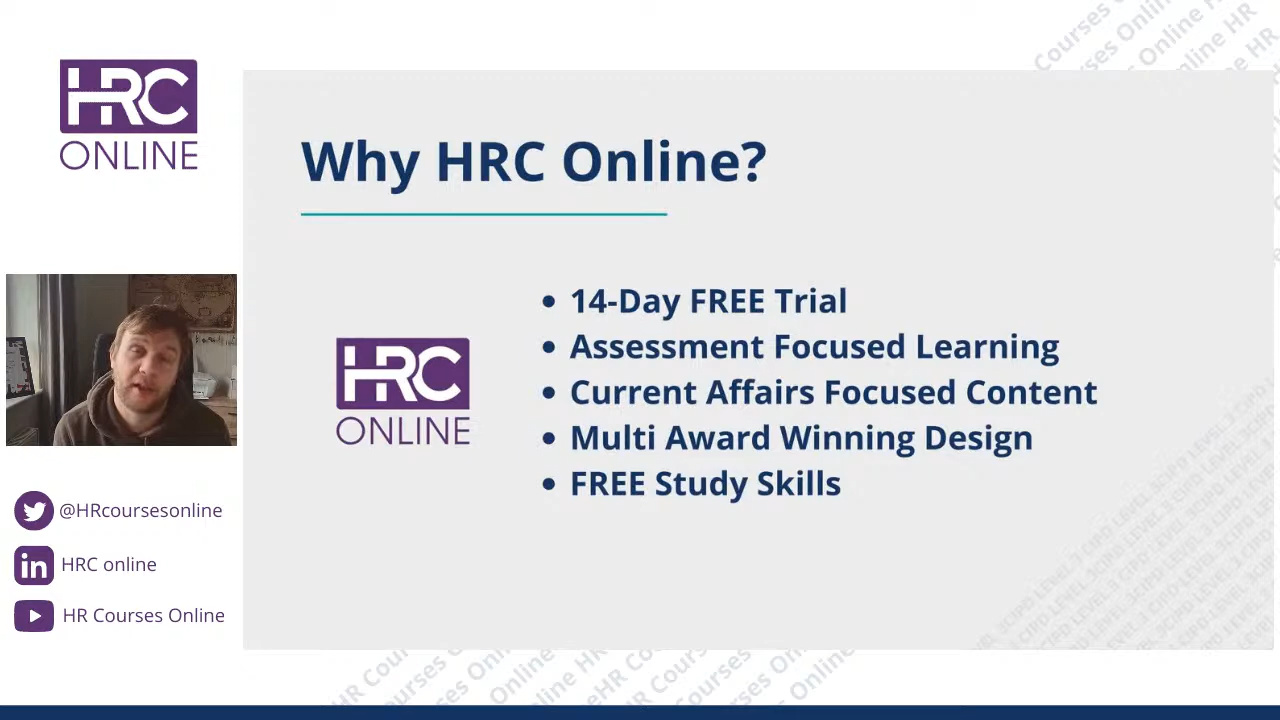 HRC
ONLINE
Why HRC Online?
14-Day FREE Trial
Assessment Focused Learning
Current Affairs Focused Content
Multi Award Winning Design
FREE Study Skills
HRC
ONLINE
@HRcoursesonline
HRC online
HR Courses Online